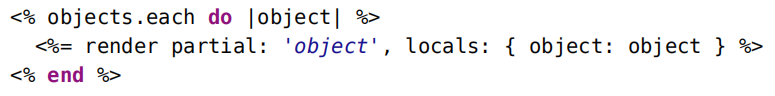 <% objects.each do |object| %>
  <%= render partial: 'object', locals: { object: object } %>
<% end %>